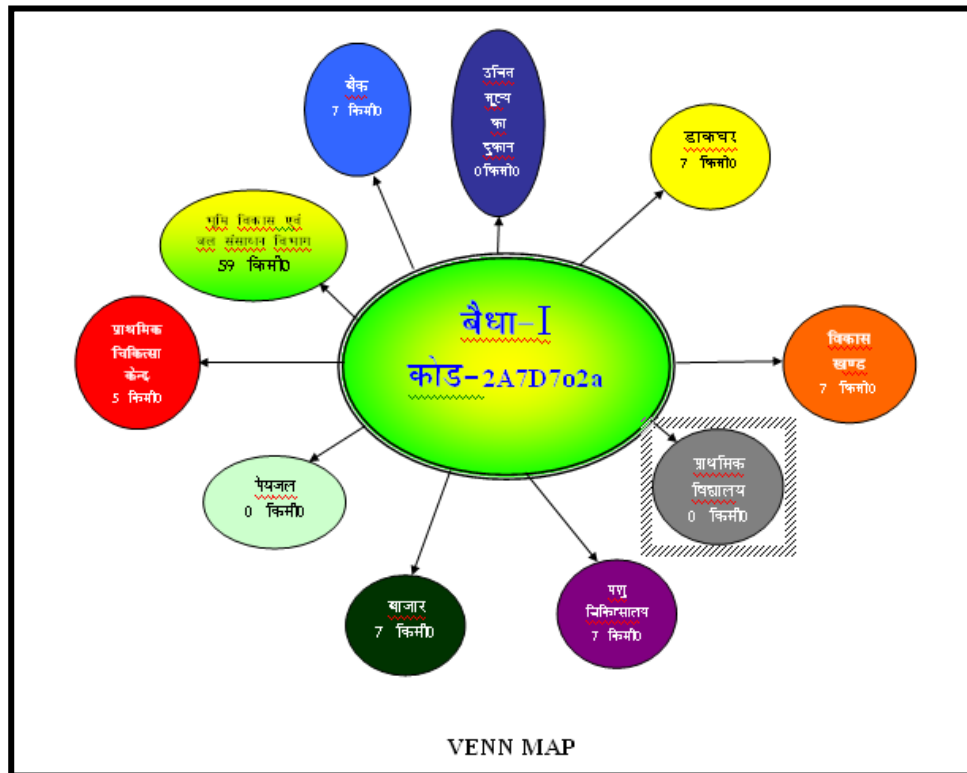 बैंक
7 किमी0
उचित
मूल्य
का
दुकान
0किमी0
डाकघर
7 किमी0
भूमि विकास एवं
जल संसाधन विभाग
59 किमी0
बैधा-I
कोड-2A7D7o2a
प्राथमिक
चिकित्सा
केन्द्र
5 किमी0
विकास
खण्ड
7 किमी0
पेयजल
0 किमी0
प्राथमिक
विद्यालय
0 किमी0
बाजार
7 किमी0
पशु
चिकित्सालय
7 किमी0
VENN MAP